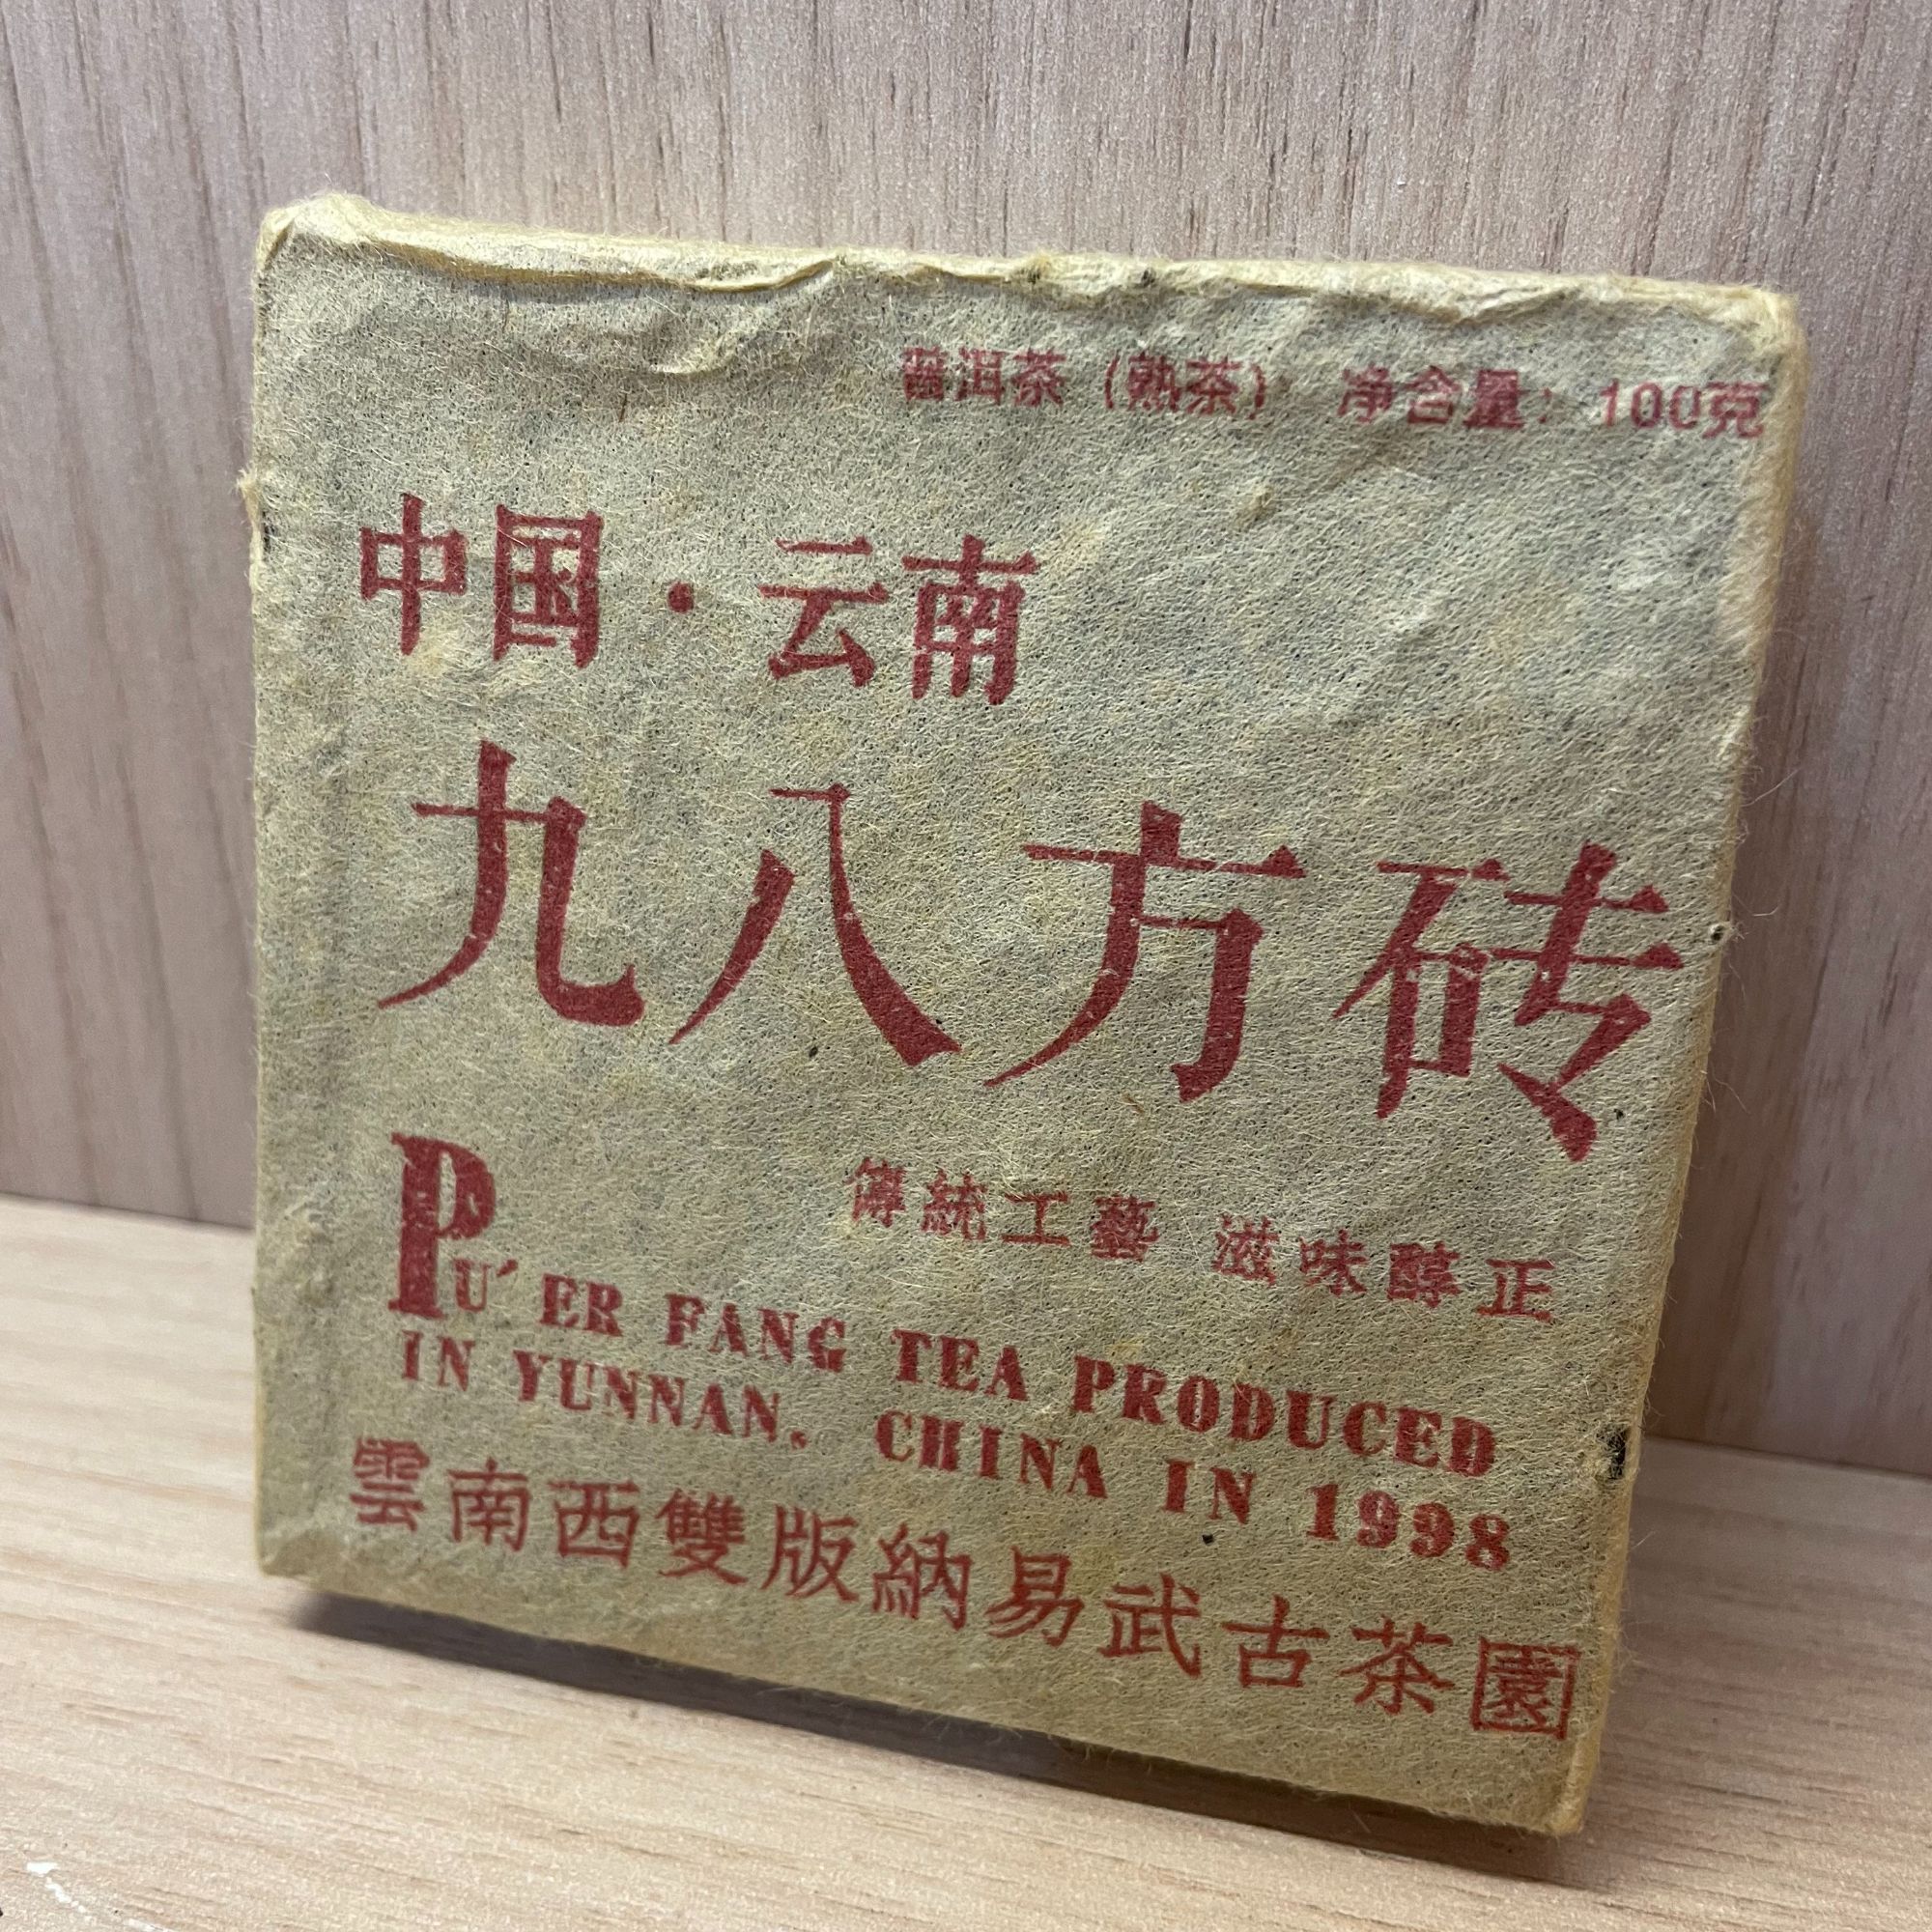 普洱茶（熟茶） 净含量：100克
中国·云南
九八方砖
傳統工藝 滋味醇正
PU'ER FANG TEA PRODUCED
IN YUNNAN. CHINA IN 1998
雲南西雙版納易武古茶園